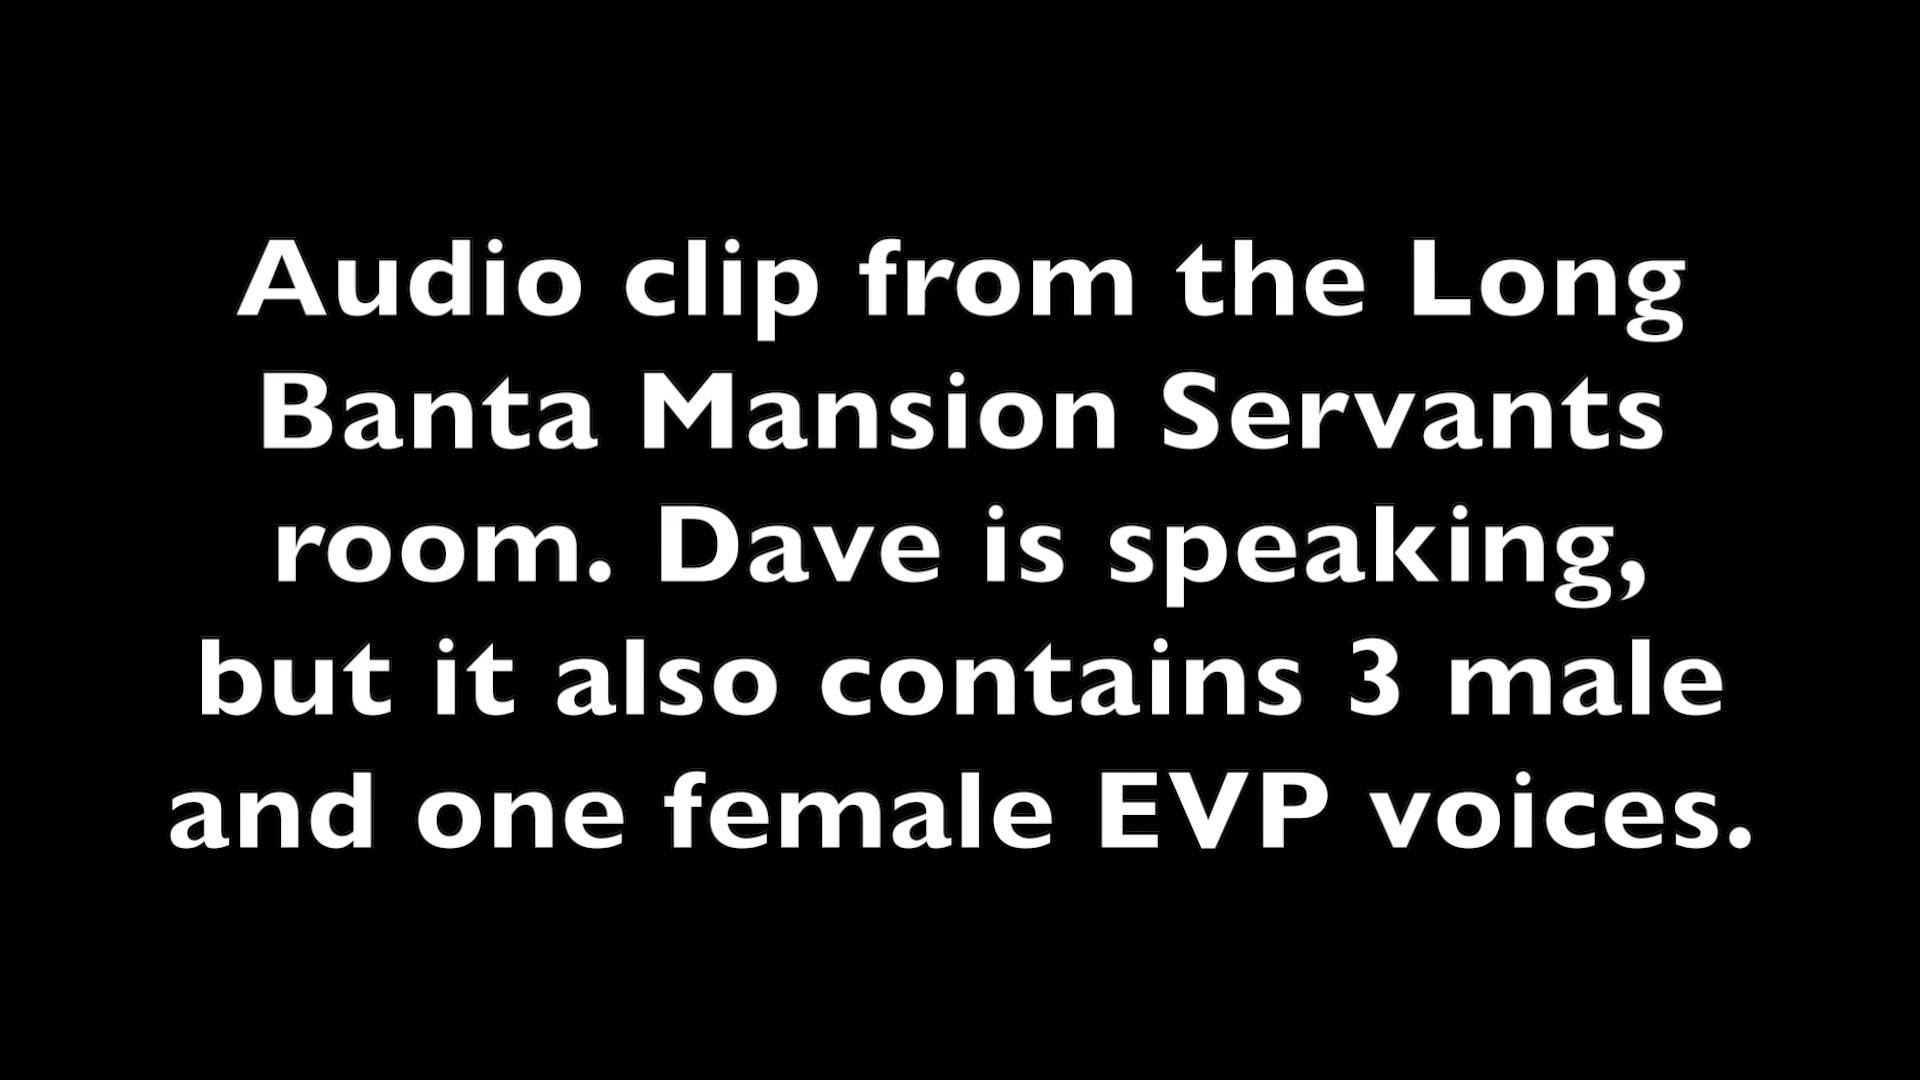 Audio clip from the Long
Banta Mansion Servants
room. Dave is speaking,
but it also contains 3 male
and one female EVP voices.